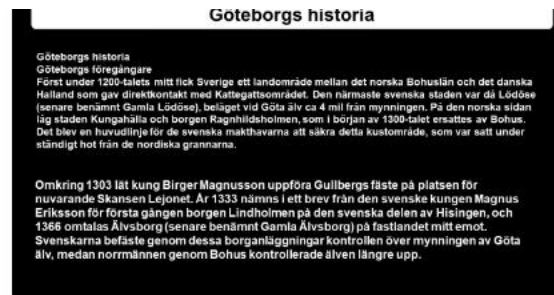 Göteborgs historia
Göteborgs historia
Göteborgs föregångare
Först under 1200-talets mitt fick Sverige ett landområde mellan det norska Bohuslän och det danska
Halland som gav direktkontakt med Kattegattsområdet. Den närmaste svenska staden var då Lödöse
(senare benämnt Gamla Lödöse), beläget vid Göta älv ca 4 mil från mynningen. På den norska sidan
låg staden Kungahälla och borgen Ragnhildsholmen, som i början av 1300-talet ersattes av Bohus.
Det blev en huvudlinje för de svenska makthavarna att säkra detta kustområde, som var satt under
ständigt hot från de nordiska grannarna.
Omkring 1303 lät kung Birger Magnusson uppföra Gullbergs fäste på platsen för
nuvarande Skansen Lejonet. År 1333 nämns i ett brev från den svenske kungen Magnus
Eriksson för första gången borgen Lindholmen på den svenska delen av Hisingen, och
1366 omtalas Älvsborg (senare benämnt Gamla Älvsborg) på fastlandet mitt emot.
Svenskarna befäste genom dessa borganläggningar kontrollen över mynningen av Göta
älv, medan norrmännen genom Bohus kontrollerade älven längre upp.